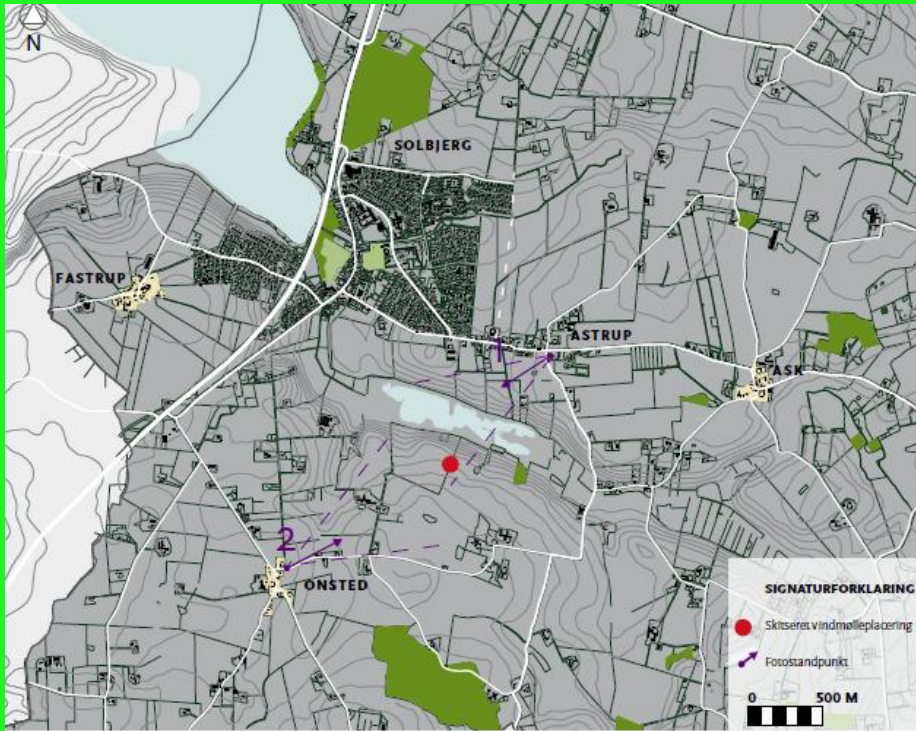 N
SOLBJERG
FASTRUP
1
ASTRUP
ASK
2
ONSTED
SIGNATURFORKLARING
Skitseret vindmølleplacering
Fotostandpunkt
0 500 M